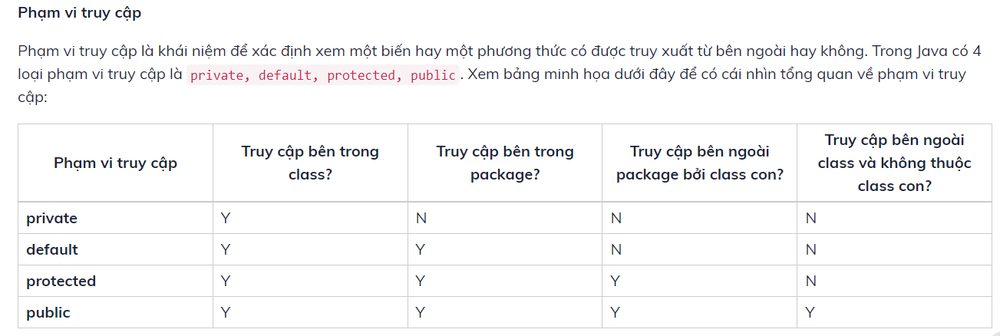 Phạm vi truy cập
Phạm vi truy cập là khái niệm để xác định xem một biến hay một phương thức có được truy xuất từ bên ngoài hay không. Trong Java có 4
loại phạm vi truy cập là private, default, protected, public. Xem bảng minh họa dưới đây để có cái nhìn tổng quan về phạm vi truy
cập:
Phạm vi truy cập
Truy cập bên trong
class?
Truy cập bên trong
package?
Truy cập bên ngoài
package bởi class con?
Truy cập bên ngoài
class và không thuộc
class con?
private Y N N N
default Y Y N N
protected Y Y Y N
public Y Y Y Y